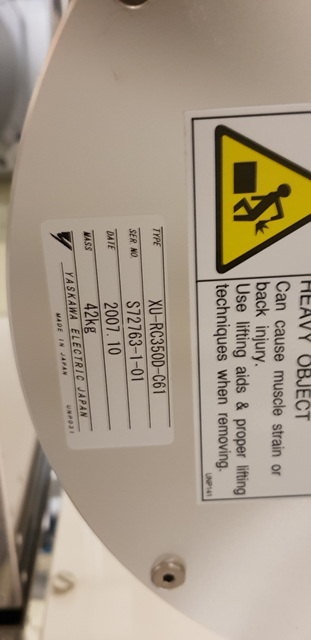 HEAVY OBJECT
Can cause muscle strain or
back injury.
Use lifting aids & proper lifting
techniques when removing.
UNP141
TYPE XU-RC350D-C61
SER NO. S72763-1-01
DATE 2007.10
MASS 42kg
YASKAWA ELECTRIC JAPAN
MADE IN JAPAN